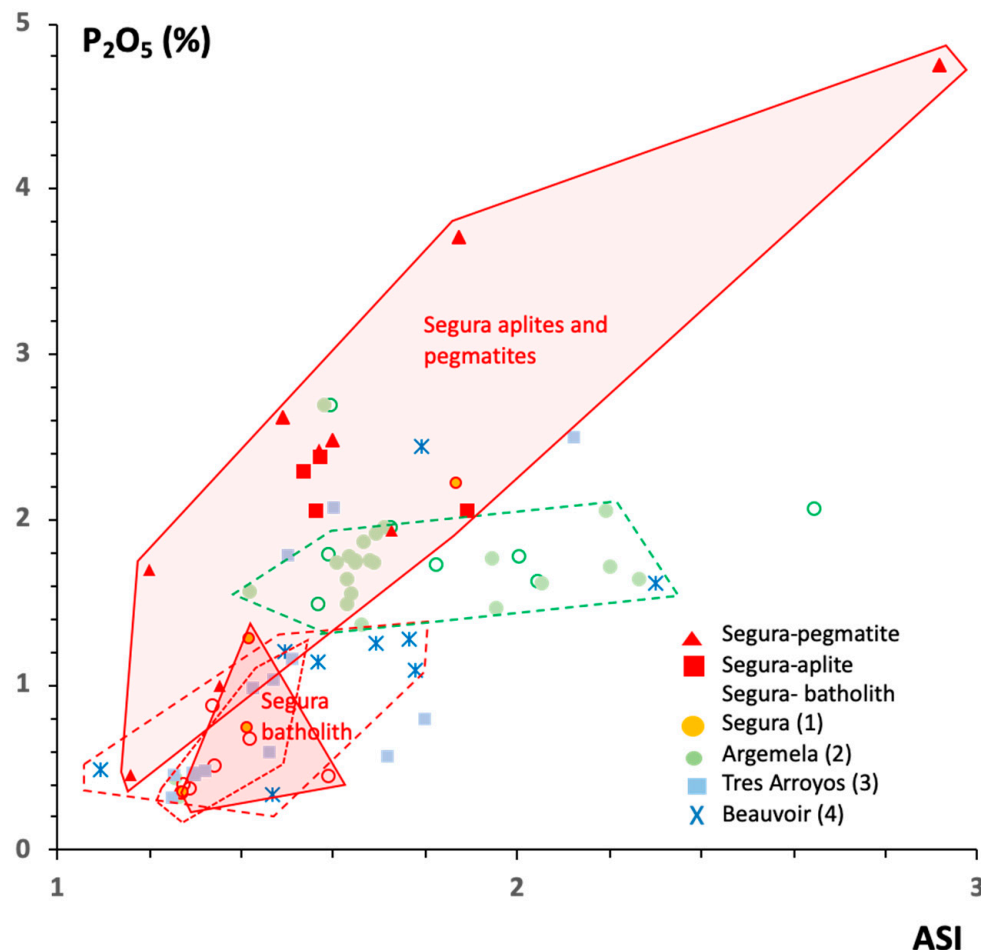 P₂O₅ (%)
5
4
3
2
1
0
Segura aplites and
pegmatites
Segura
batholith
Segura-pegmatite
Segura-aplite
Segura- batholith
Segura (1)
Argemela (2)
Tres Arroyos (3)
Beauvoir (4)
1
2
3
ASI